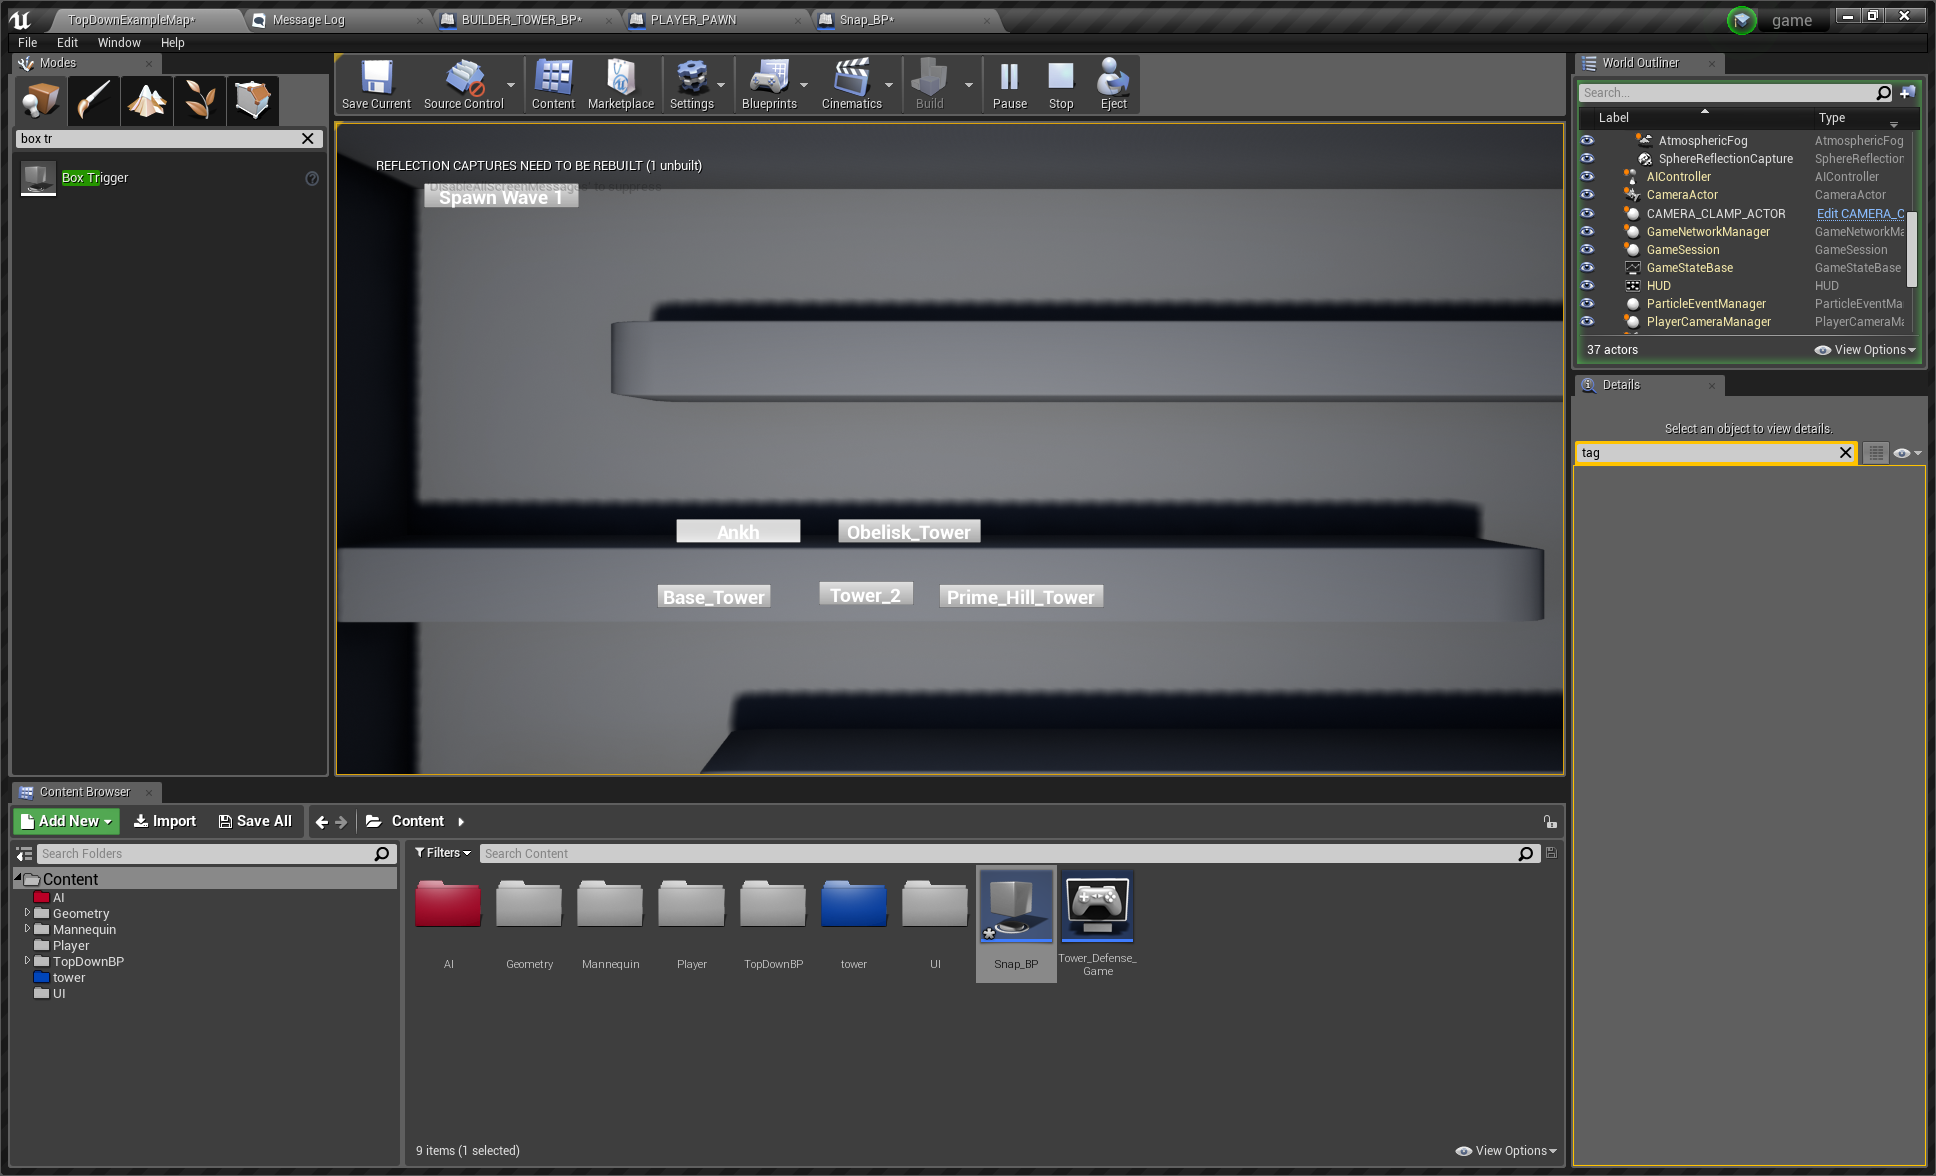 TopDownExampleMap*
Message Log
BUILDER_TOWER_BP*
PLAYER_PAWN
Snap_BP*
game
File Edit Window Help
Modes
Save Current
Source Control
Content
Marketplace
Settings
Blueprints
Cinematics
Build
Pause
Stop
Eject
box tr
Box Trigger
REFLECTION CAPTURES NEED TO BE REBUILT (1 unbuilt)
'DisableAllScreenMessages' to suppress
Spawn Wave 1
Ankh
Obelisk_Tower
Base_Tower
Tower_2
Prime_Hill_Tower
World Outliner
Search...
Label Type
AtmosphericFog AtmosphericFog
SphereReflectionCapture SphereReflection
AIController AIController
CameraActor CameraActor
CAMERA_CLAMP_ACTOR Edit CAMERA_C
GameNetworkManager GameNetworkMa
GameSession GameSession
GameStateBase GameStateBase
HUD HUD
ParticleEventManager ParticleEventMa
PlayerCameraManager PlayerCameraMa
37 actors
View Options
Details
Select an object to view details.
tag
Content Browser
Add New
Import
Save All
Content
Search Folders
Content
AI
Geometry
Mannequin
Player
TopDownBP
tower
UI
Filters
Search Content
AI
Geometry
Mannequin
Player
TopDownBP
tower
UI
Snap_BP
Tower_Defense_
Game
9 items (1 selected)
View Options